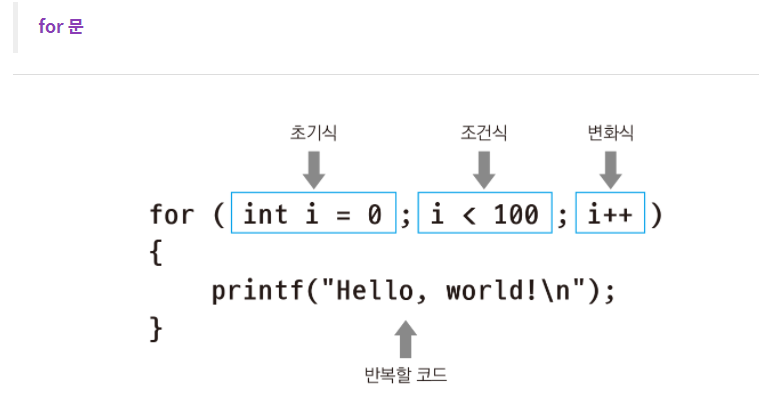 for 문
초기식 조건식 변화식
for ( int i = 0 ; i < 100 ; i++ )
{
printf("Hello, world!\n");
}
반복할 코드